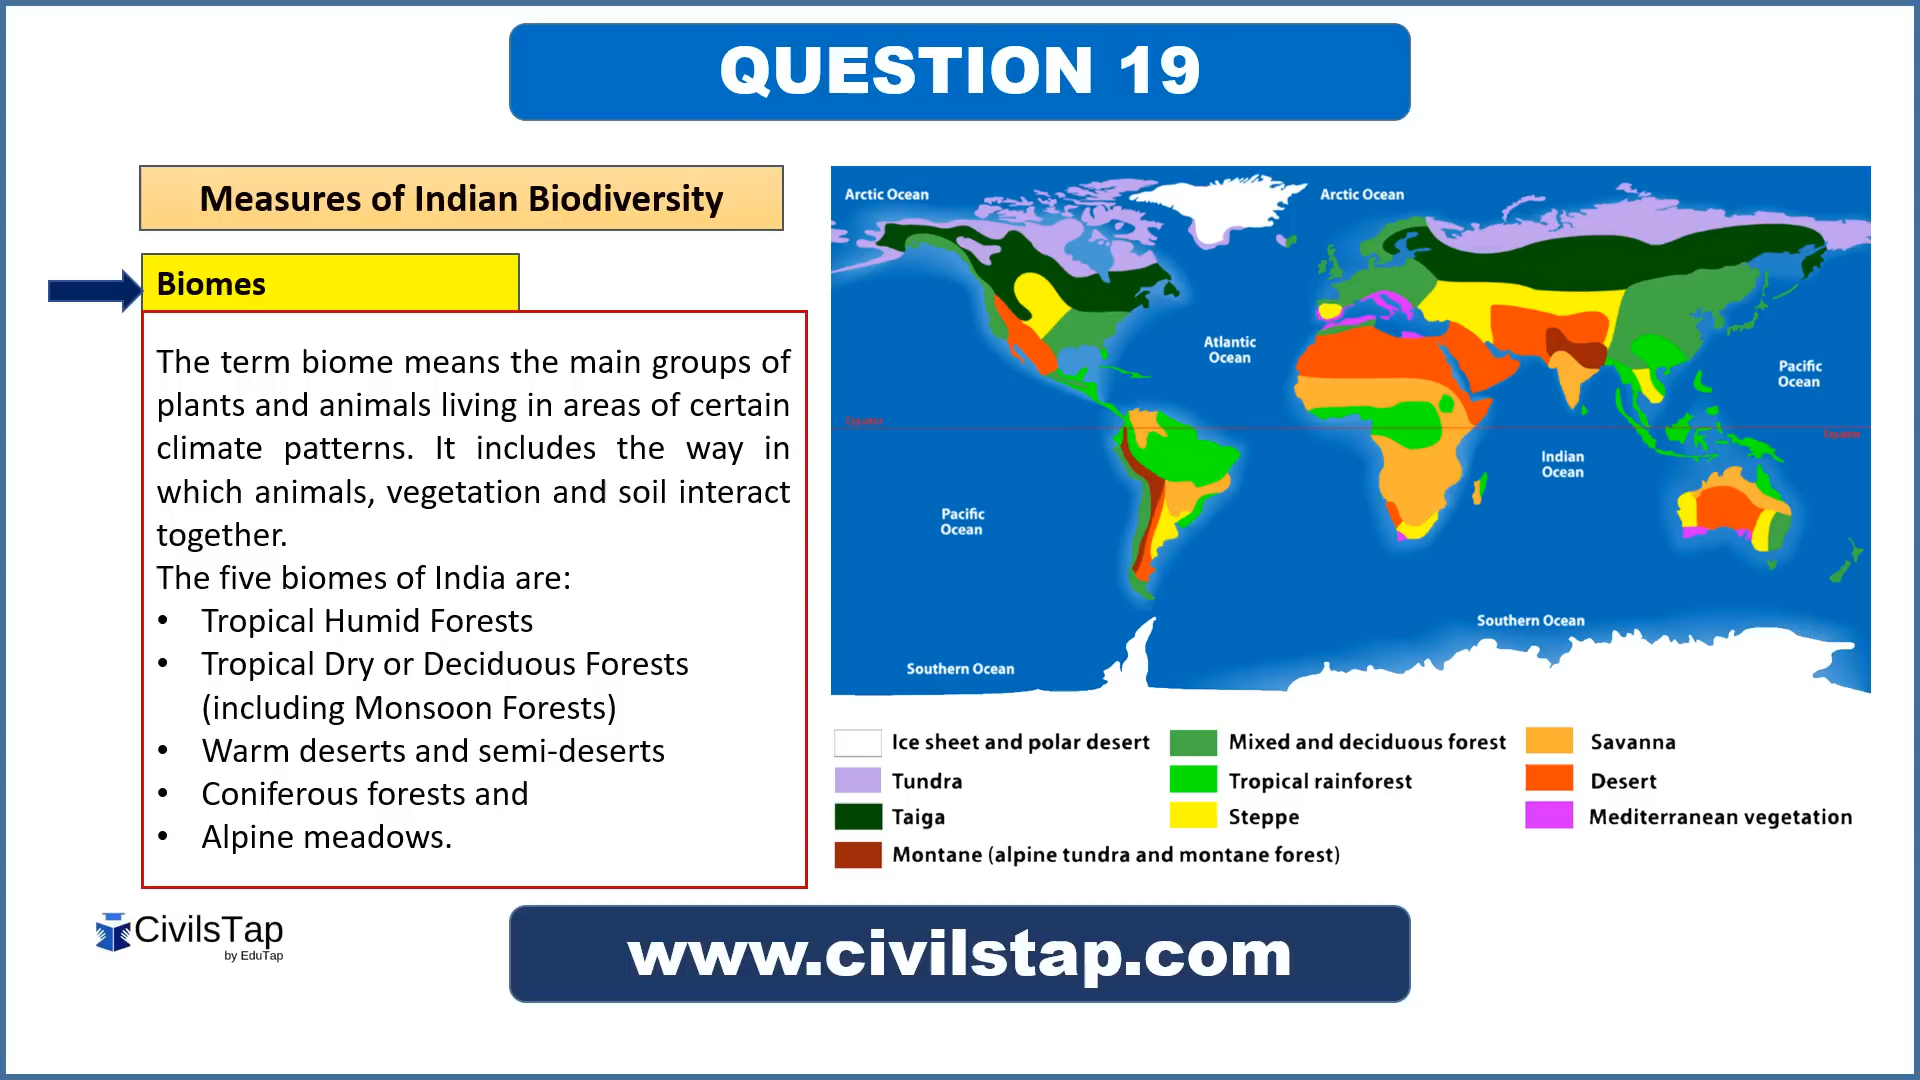 QUESTION 19
Measures of Indian Biodiversity
Biomes
The term biome means the main groups of
plants and animals living in areas of certain
climate patterns. It includes the way in
which animals, vegetation and soil interact
together.
The five biomes of India are:
• Tropical Humid Forests
• Tropical Dry or Deciduous Forests
(including Monsoon Forests)
• Warm deserts and semi-deserts
• Coniferous forests and
• Alpine meadows.
Arctic Ocean
Arctic Ocean
Atlantic
Ocean
Pacific
Ocean
Equator
Equator
Indian
Ocean
Pacific
Ocean
Southern Ocean
Southern Ocean
Ice sheet and polar desert
Mixed and deciduous forest
Savanna
Tundra
Tropical rainforest
Desert
Taiga
Steppe
Mediterranean vegetation
Montane (alpine tundra and montane forest)
CivilsTap
by EduTap
www.civilstap.com